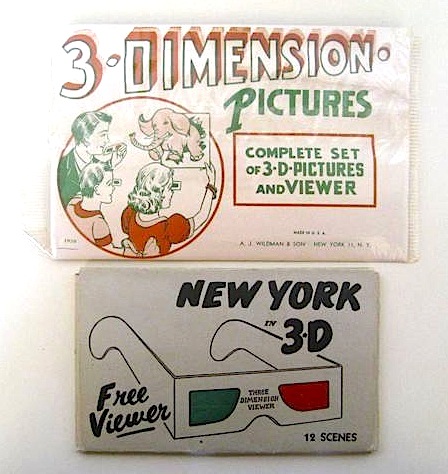 3-DIMENSION-
PICTURES
COMPLETE SET
OF 3-D-PICTURES
AND VIEWER
MADE IN U.S.A.
A. J. WILDMAN & SON NEW YORK 11, N. Y.
NEW YORK
IN
3-D
Free
Viewer
THREE
DIMENSION
VIEWER
12 SCENES